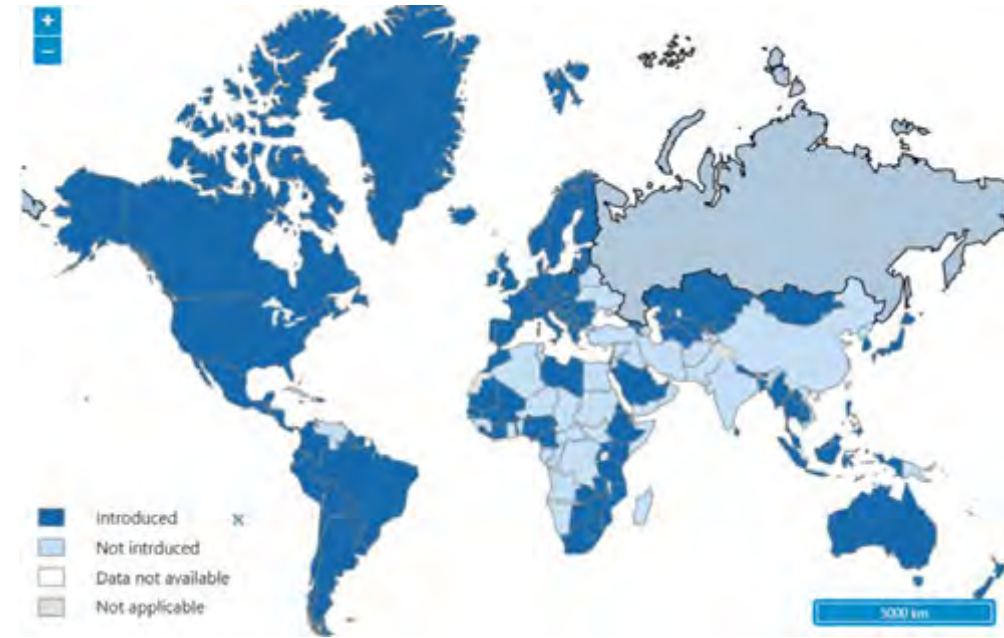 +
−
Introduced
Not intrduced
Data not available
Not applicable
5000 km